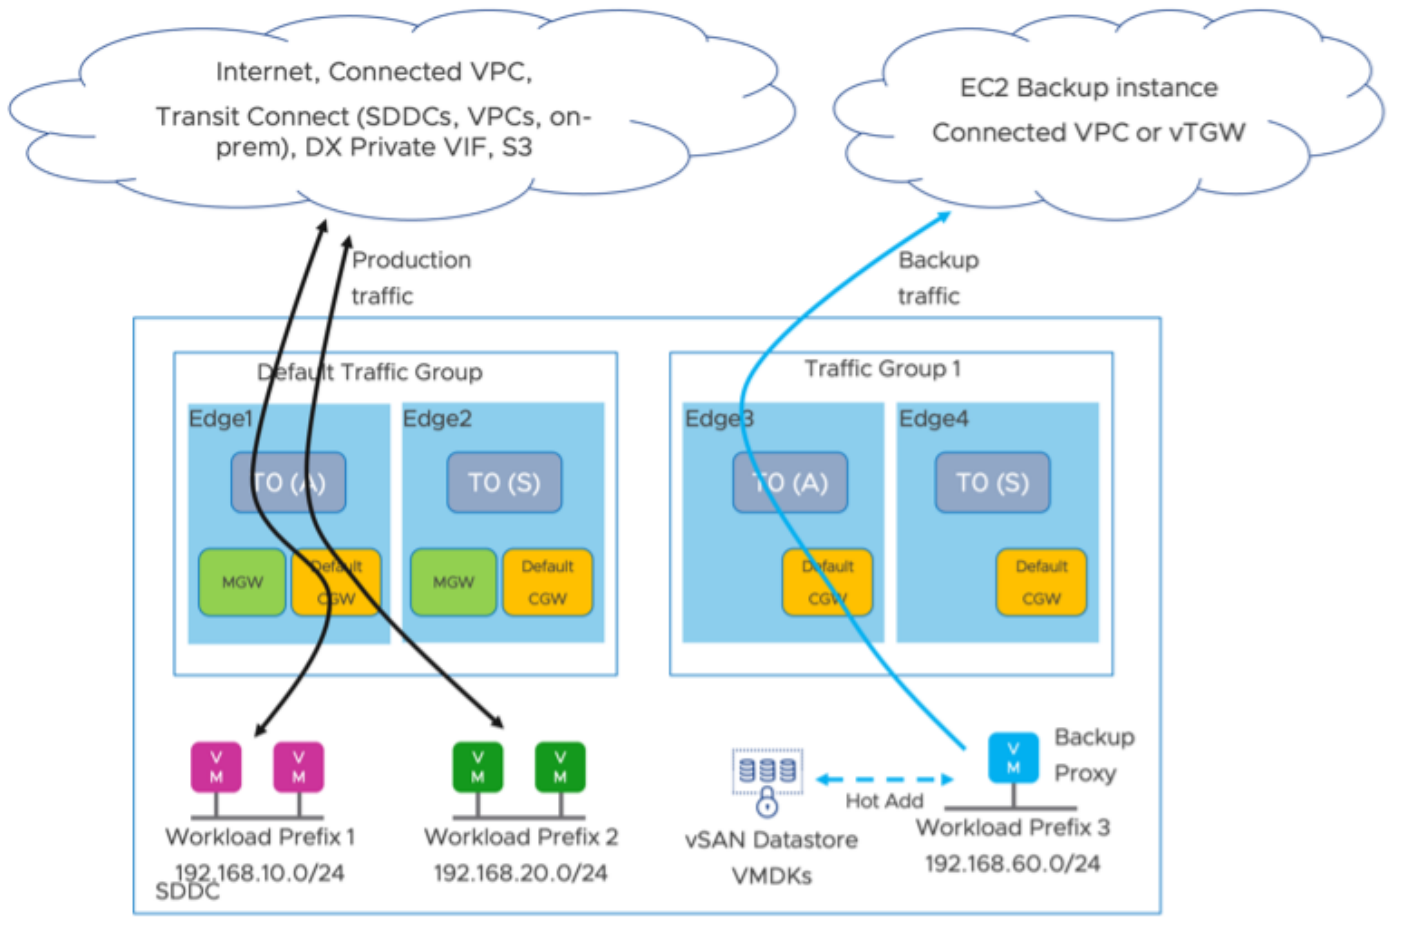 Internet, Connected VPC,
Transit Connect (SDDCs, VPCs, on-
prem), DX Private VIF, S3
EC2 Backup instance
Connected VPC or vTGW
Production
traffic
Backup
traffic
Default Traffic Group
Traffic Group 1
Edge1
Edge2
Edge3
Edge4
T0 (A)
T0 (S)
T0 (A)
T0 (S)
MGW
Default
CGW
MGW
Default
CGW
Default
CGW
Default
CGW
V
M
V
M
V
M
V
M
V
M
Backup
Proxy
Hot Add
Workload Prefix 1
192.168.10.0/24
Workload Prefix 2
192.168.20.0/24
vSAN Datastore
VMDKs
Workload Prefix 3
192.168.60.0/24
SDDC